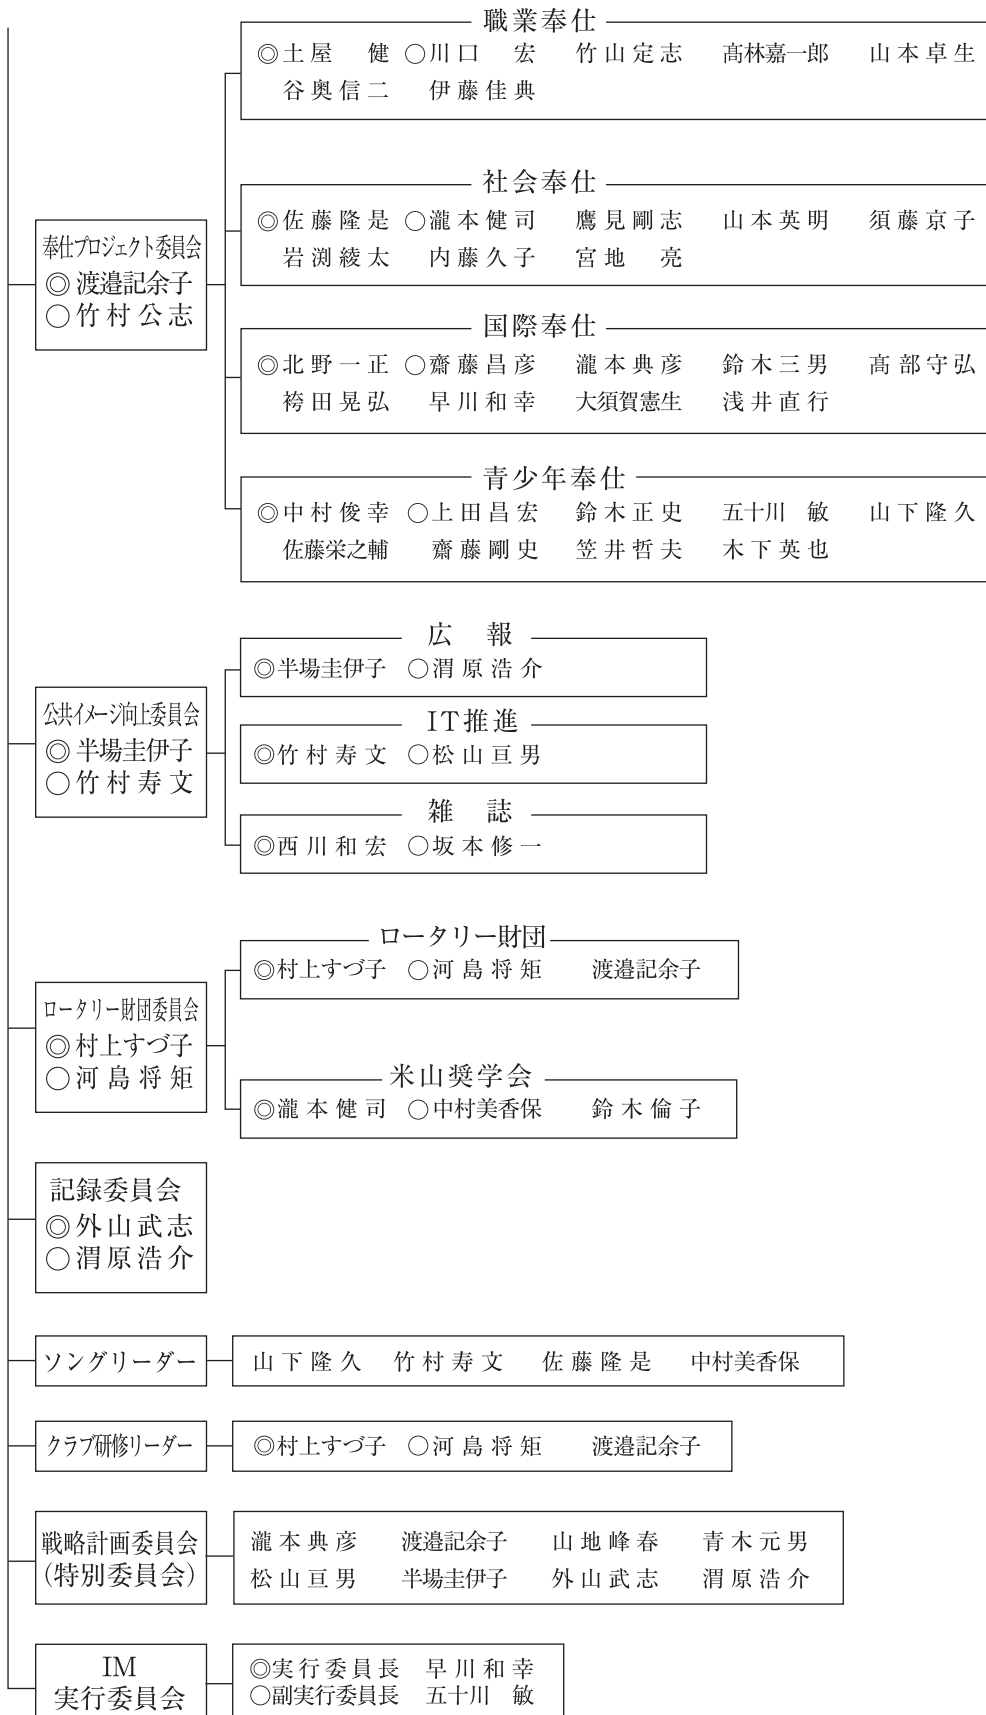 職業奉仕
◎土屋　健 ○川口　宏 竹山定志 髙林嘉一郎 山本卓生
谷奥信二 伊藤佳典
社会奉仕
◎佐藤隆是 ○瀧本健司 鷹見剛志 山本英明 須藤京子
岩渕綾太 内藤久子 宮地　亮
奉仕プロジェクト委員会
◎渡邉記余子
○竹村公志
国際奉仕
◎北野一正 ○齋藤昌彦 瀧本典彦 鈴木三男 髙部守弘
袴田晃弘 早川和幸 大須賀憲生 浅井直行
青少年奉仕
◎中村俊幸 ○上田昌宏 鈴木正史 五十川　敏 山下隆久
佐藤栄之輔 齋藤剛史 笠井哲夫 木下英也
広　報
◎半場圭伊子 ○渭原浩介
公共イメージ向上委員会
◎半場圭伊子
○竹村寿文
IT推進
◎竹村寿文 ○松山亘男
雑　誌
◎西川和宏 ○坂本修一
ロータリー財団
◎村上すづ子 ○河島将矩 渡邉記余子
ロータリー財団委員会
◎村上すづ子
○河島将矩
米山奨学会
◎瀧本健司 ○中村美香保 鈴木倫子
記録委員会
◎外山武志
○渭原浩介
ソングリーダー 山下隆久 竹村寿文 佐藤隆是 中村美香保
クラブ研修リーダー ◎村上すづ子 ○河島将矩 渡邉記余子
戦略計画委員会
(特別委員会)
瀧本典彦 渡邉記余子 山地峰春 青木元男
松山亘男 半場圭伊子 外山武志 渭原浩介
IM
実行委員会
◎実行委員長 早川和幸
○副実行委員長 五十川　敏